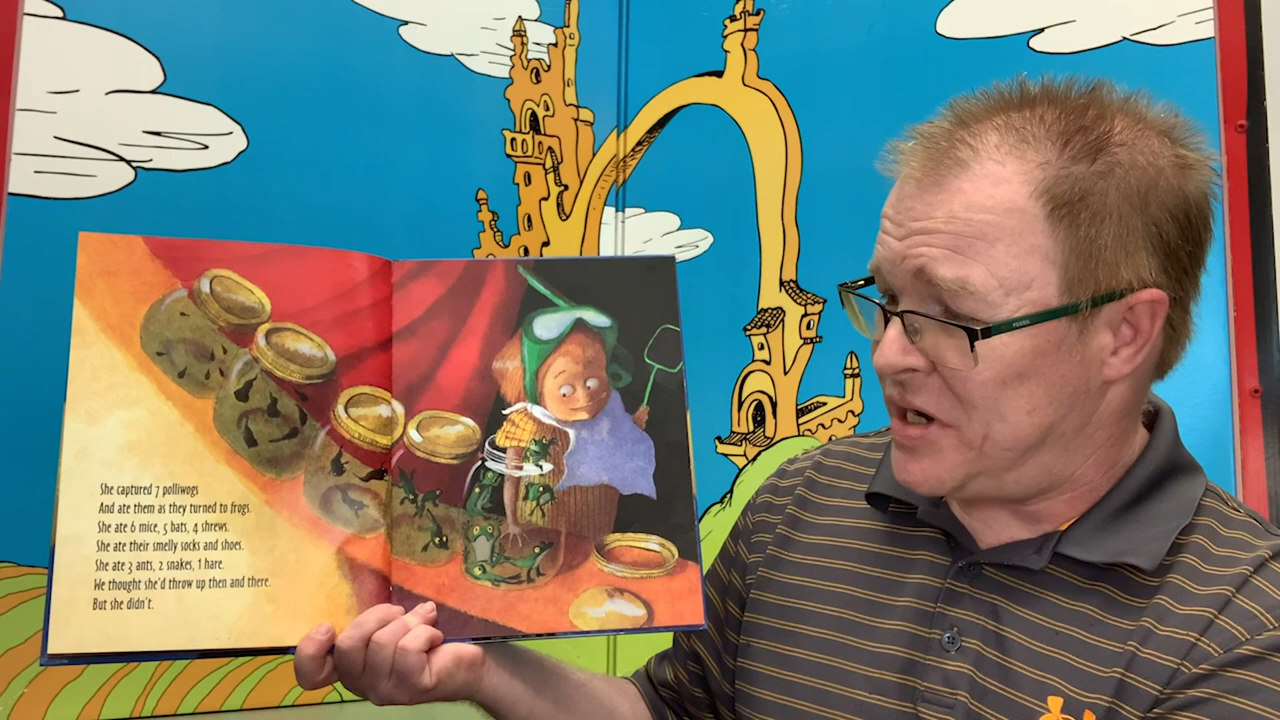 She captured 7 polliwogs
And ate them as they turned to frogs.
She ate 6 mice, 5 bats, 4 shrews.
She ate their smelly socks and shoes.
She ate 3 ants, 2 snakes, 1 hare.
We thought she'd throw up then and there.
But she didn't.